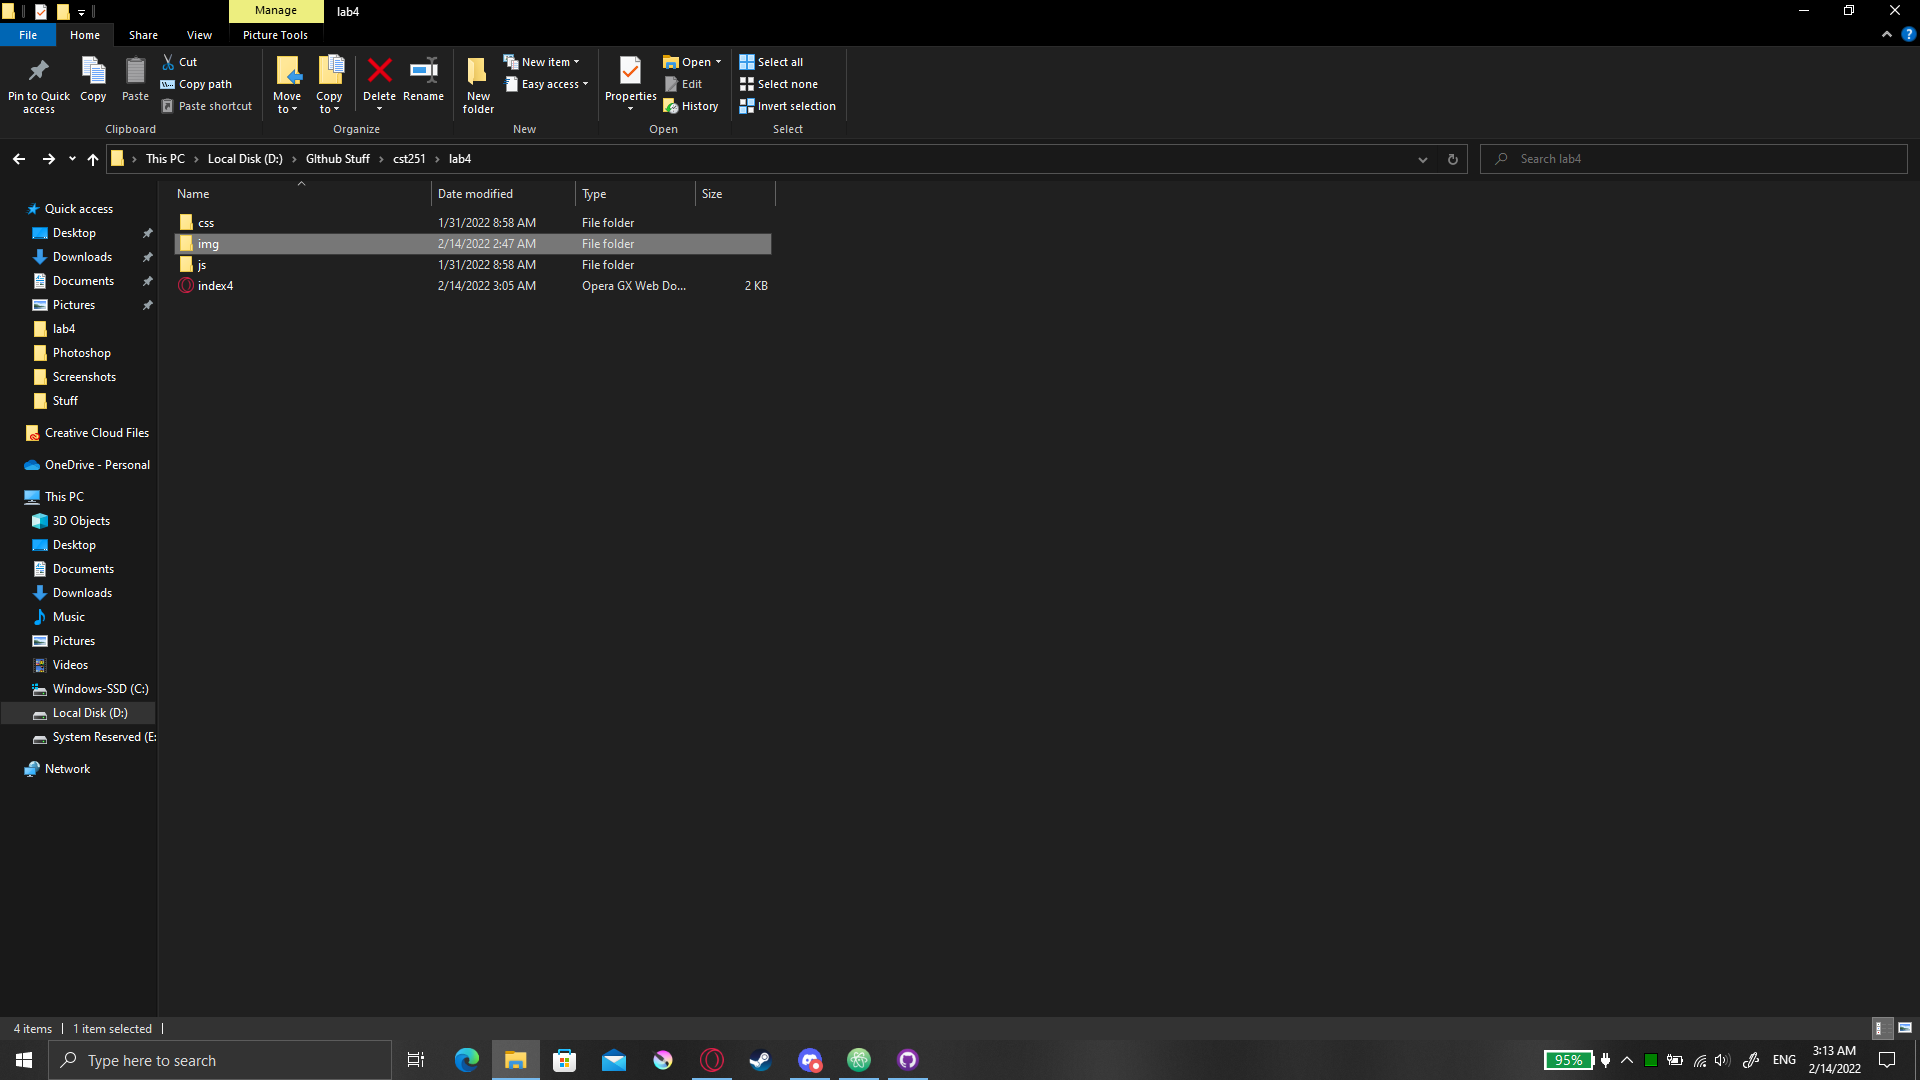 Manage
lab4
File
Home
Share
View
Picture Tools
Pin to Quick access
Copy
Paste
Cut
Copy path
Paste shortcut
Clipboard
Move to
Copy to
Delete
Rename
Organize
New folder
New item
Easy access
New
Properties
Open
Edit
History
Open
Select all
Select none
Invert selection
Select
This PC
Local Disk (D:)
GIthub Stuff
cst251
lab4
Search lab4
Name
Date modified
Type
Size
css
1/31/2022 8:58 AM
File folder
img
2/14/2022 2:47 AM
File folder
js
1/31/2022 8:58 AM
File folder
index4
2/14/2022 3:05 AM
Opera GX Web Do...
2 KB
Quick access
Desktop
Downloads
Documents
Pictures
lab4
Photoshop
Screenshots
Stuff
Creative Cloud Files
OneDrive - Personal
This PC
3D Objects
Desktop
Documents
Downloads
Music
Pictures
Videos
Windows-SSD (C:)
Local Disk (D:)
System Reserved (E:
Network
4 items
1 item selected
Type here to search
95%
ENG
3:13 AM
2/14/2022